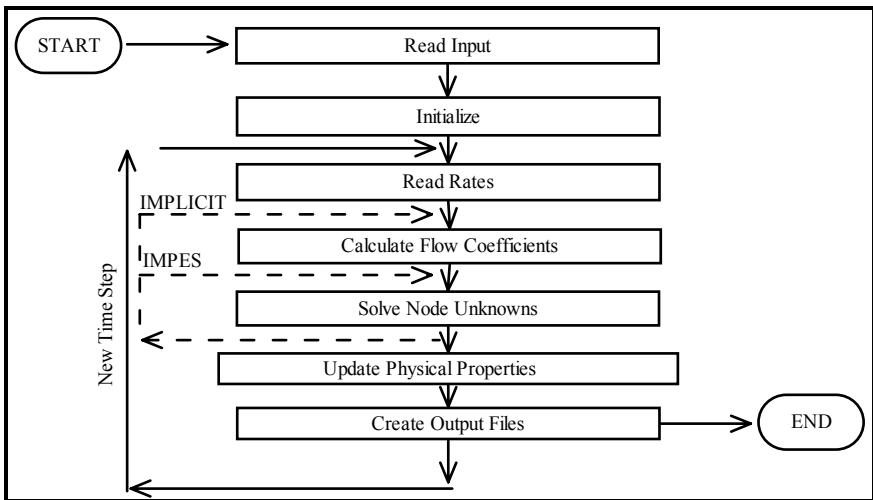 START
Read Input
Initialize
Read Rates
IMPLICIT
Calculate Flow Coefficients
IMPES
Solve Node Unknowns
New Time Step
Update Physical Properties
Create Output Files
END